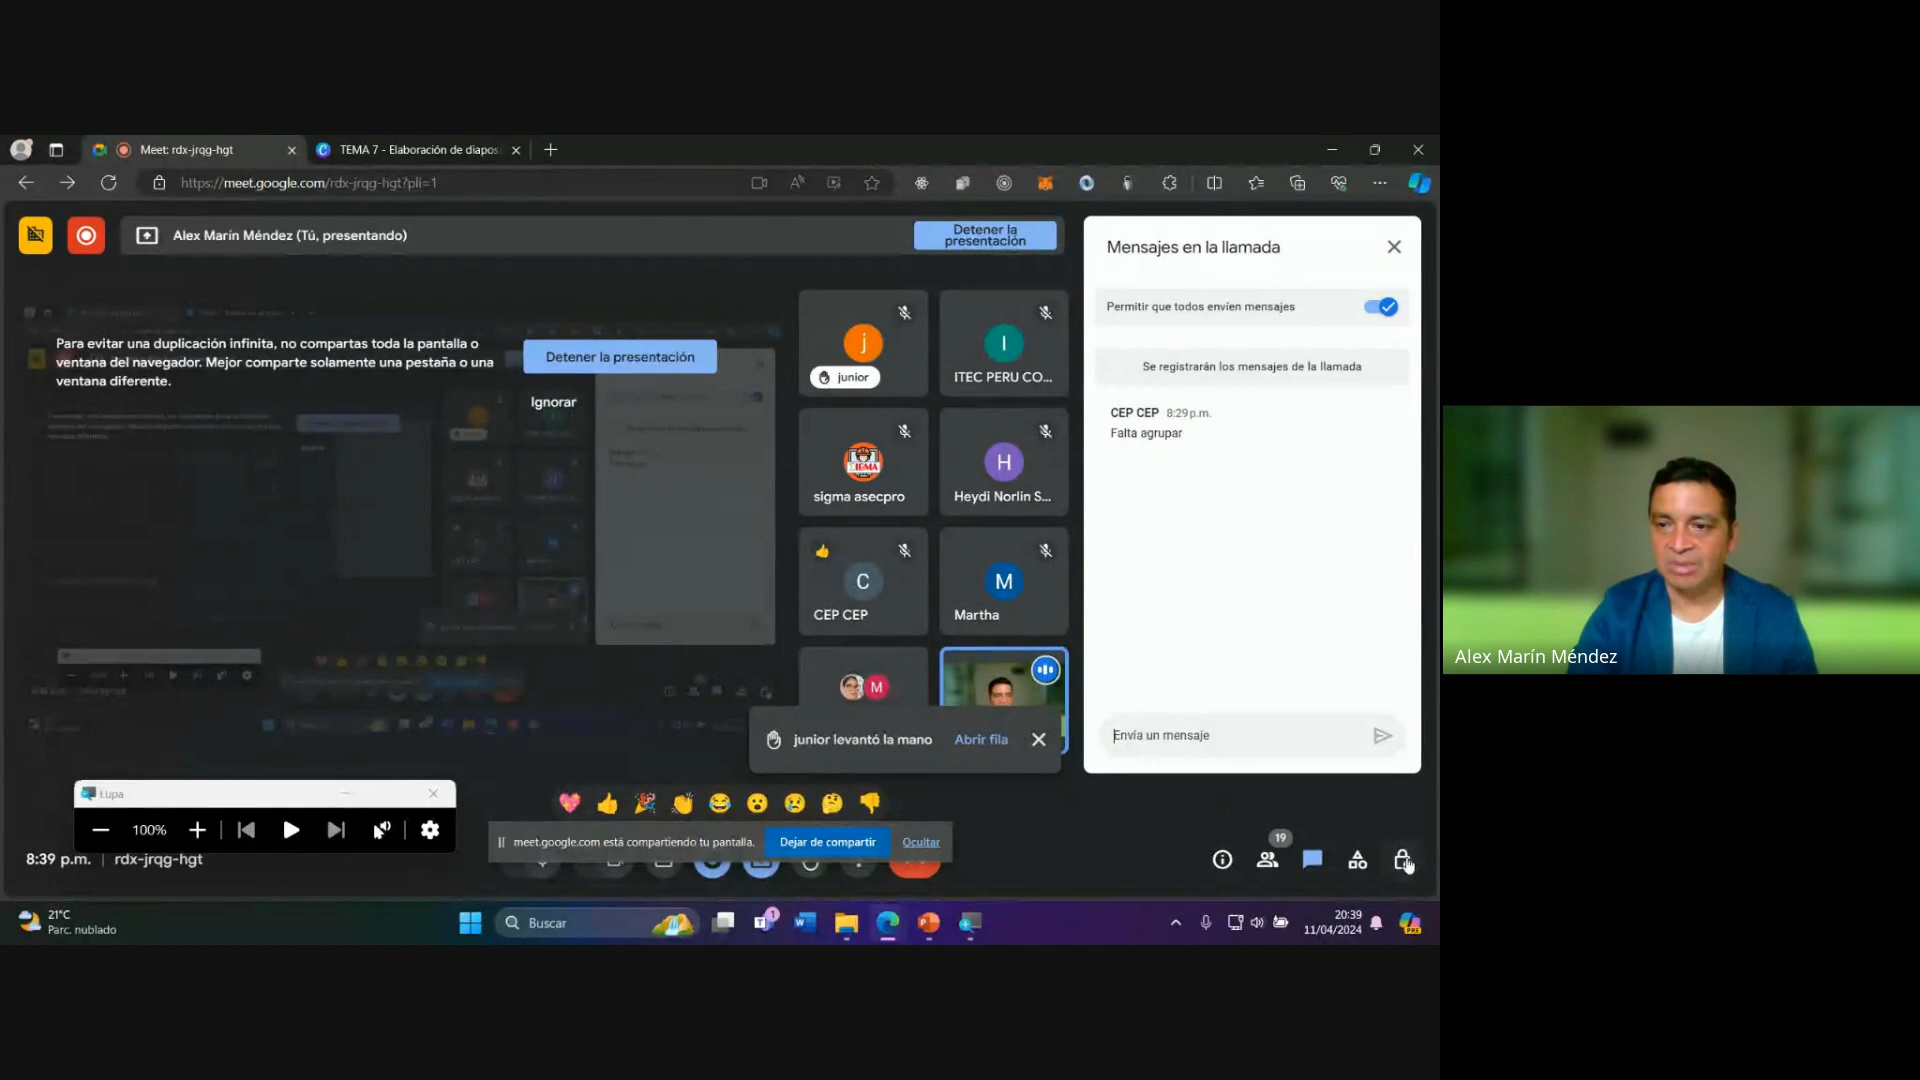 Meet: rdx-jrqg-hgt
TEMA 7 - Elaboración de diapos
https://meet.google.com/rdx-jrqg-hgt?pli=1
Alex Marín Méndez (Tú, presentando)
Detener la
presentación
Para evitar una duplicación infinita, no compartas toda la pantalla o
ventana del navegador. Mejor comparte solamente una pestaña o una
ventana diferente.
Detener la presentación
Ignorar
j
junior
I
ITEC PERU CO...
SIGMA
sigma asecpro
H
Heydi Norlin S...
C
CEP CEP
M
Martha
M
junior levantó la mano
Abrir fila
Mensajes en la llamada
Permitir que todos envíen mensajes
Se registrarán los mensajes de la llamada
CEP CEP 8:29 p.m.
Falta agrupar
Envía un mensaje
Alex Marín Méndez
Lupa
100%
meet.google.com está compartiendo tu pantalla.
Dejar de compartir
Ocultar
8:39 p.m. | rdx-jrqg-hgt
19
21°C
Parc. nublado
Buscar
1
20:39
11/04/2024
PRE